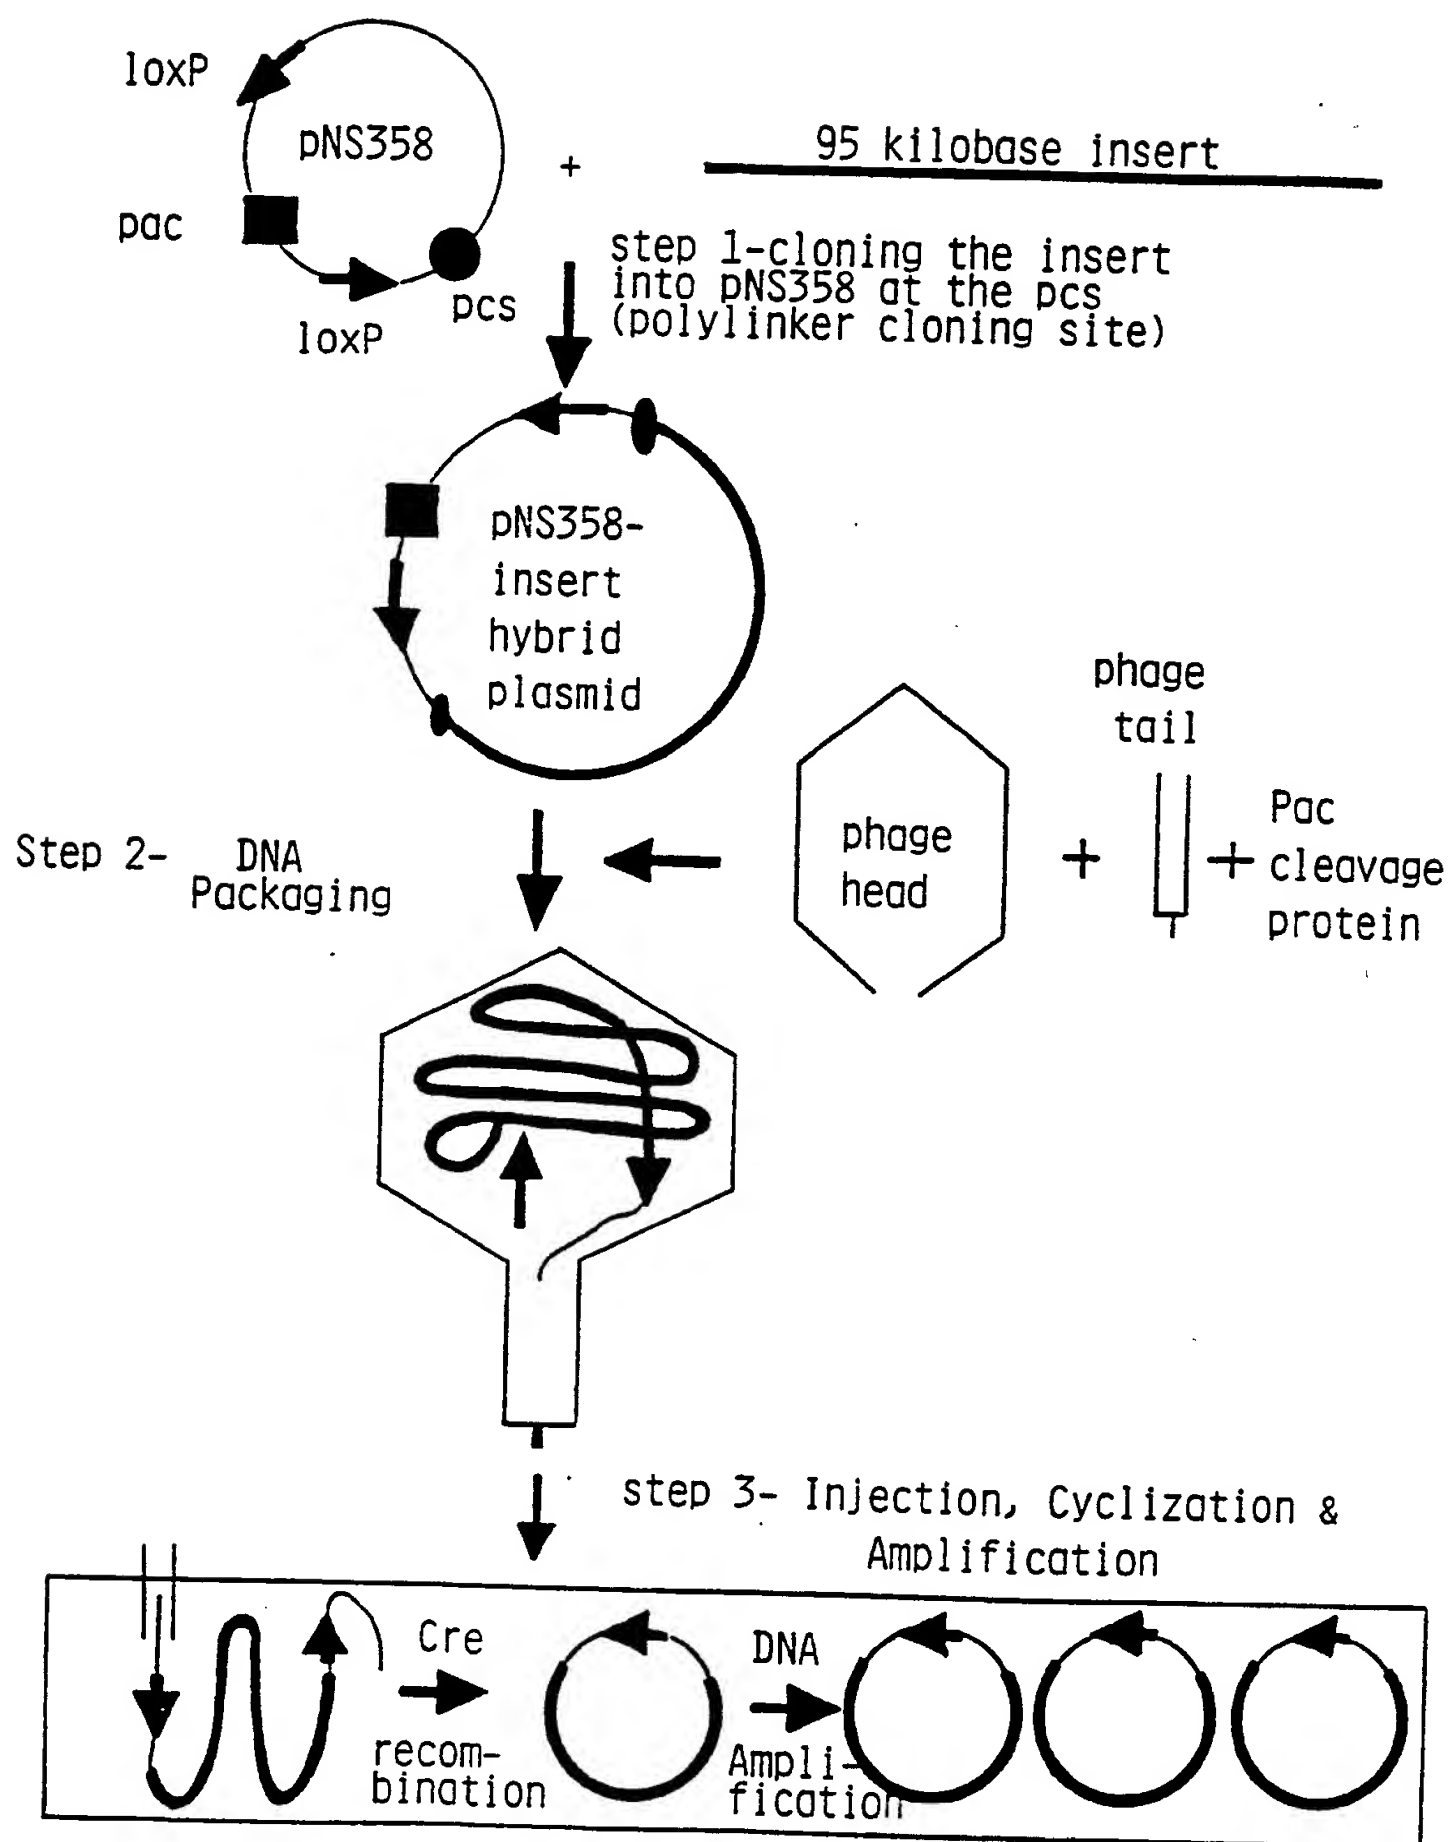 loxP
pNS358
+
95 kilobase insert
pac
pcs
loxP
step 1-cloning the insert
into pNS358 at the pcs
(polylinker cloning site)
pNS358-
insert
hybrid
plasmid
phage
tail
phage
head
+
+
Pac
cleavage
protein
Step 2- DNA
Packaging
step 3- Injection, Cyclization &
Amplification
Cre
recom-
bination
DNA
Ampli-
fication